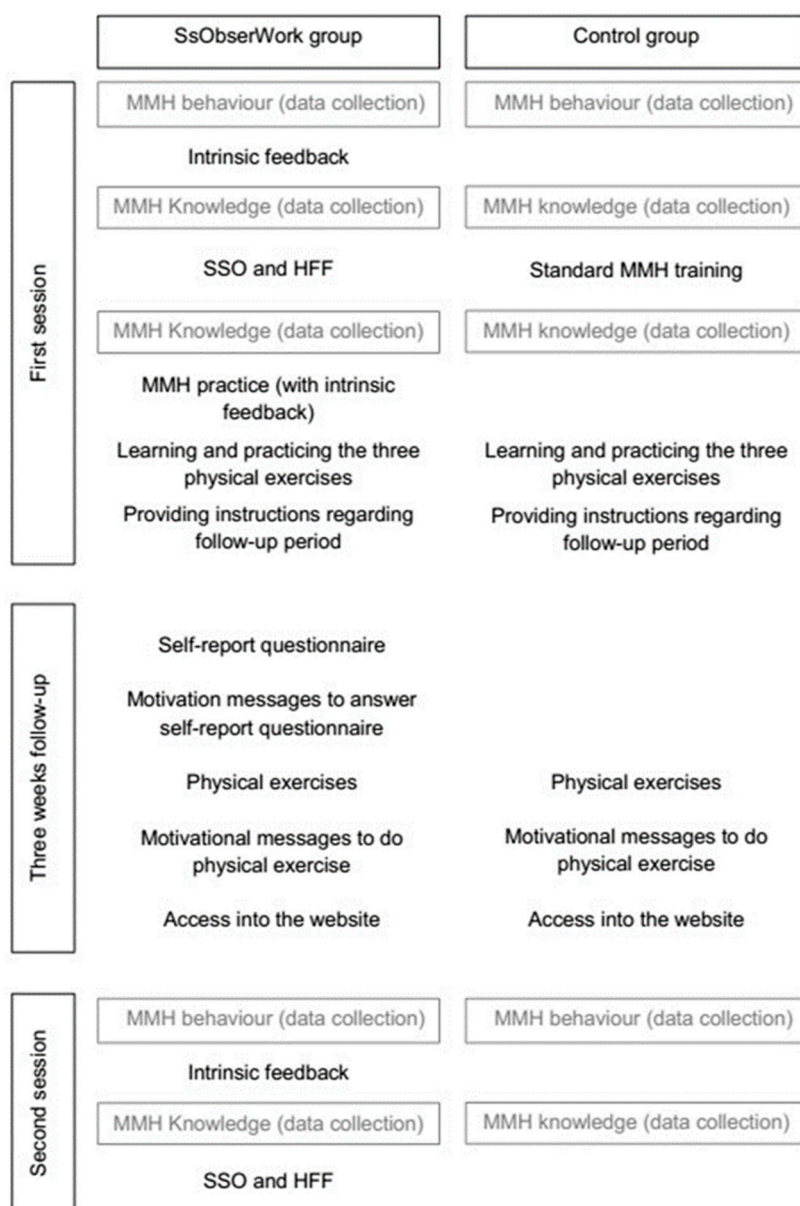 SsObserWork group
Control group
First session
MMH behaviour (data collection)
MMH behaviour (data collection)
Intrinsic feedback
MMH Knowledge (data collection)
MMH knowledge (data collection)
SSO and HFF
Standard MMH training
MMH Knowledge (data collection)
MMH knowledge (data collection)
MMH practice (with intrinsic
feedback)
Learning and practicing the three
physical exercises
Learning and practicing the three
physical exercises
Providing instructions regarding
follow-up period
Providing instructions regarding
follow-up period
Three weeks follow-up
Self-report questionnaire
Motivation messages to answer
self-report questionnaire
Physical exercises
Physical exercises
Motivational messages to do
physical exercise
Motivational messages to do
physical exercise
Access into the website
Access into the website
Second session
MMH behaviour (data collection)
MMH behaviour (data collection)
Intrinsic feedback
MMH Knowledge (data collection)
MMH knowledge (data collection)
SSO and HFF